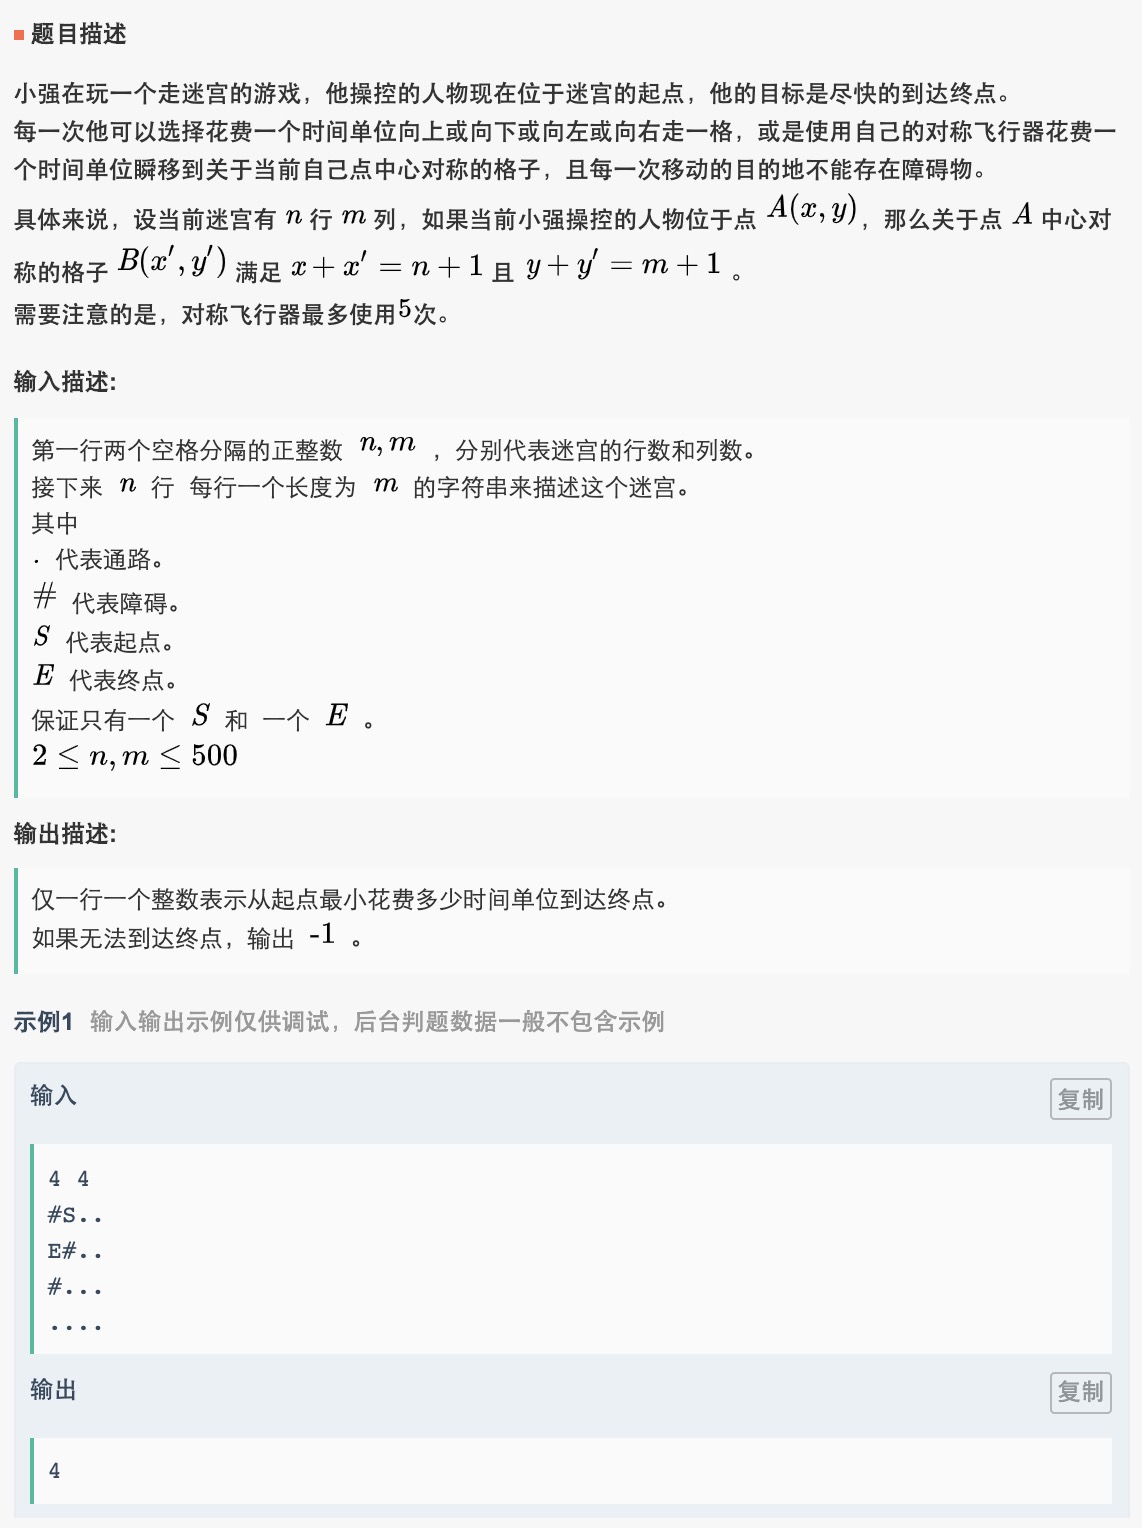 题目描述
小强在玩一个走迷宫的游戏，他操控的人物现在位于迷宫的起点，他的目标是尽快的到达终点。
每一次他可以选择花费一个时间单位向上或向下或向左或向右走一格，或是使用自己的对称飞行器花费一
个时间单位瞬移到关于当前自己点中心对称的格子，且每一次移动的目的地不能存在障碍物。
具体来说，设当前迷宫有 n 行 m 列，如果当前小强操控的人物位于点 A(x, y)，那么关于点 A 中心对
称的格子 B(x′, y′) 满足 x + x′ = n + 1 且 y + y′ = m + 1 。
需要注意的是，对称飞行器最多使用5次。
输入描述:
第一行两个空格分隔的正整数 n, m ，分别代表迷宫的行数和列数。
接下来 n 行 每行一个长度为 m 的字符串来描述这个迷宫。
其中
. 代表通路。
# 代表障碍。
S 代表起点。
E 代表终点。
保证只有一个 S 和 一个 E 。
2 ≤ n, m ≤ 500
输出描述:
仅一行一个整数表示从起点最小花费多少时间单位到达终点。
如果无法到达终点，输出 -1 。
示例1 输入输出示例仅供调试，后台判题数据一般不包含示例
输入 复制
4 4
#S..
E#..
#...
....
输出 复制
4